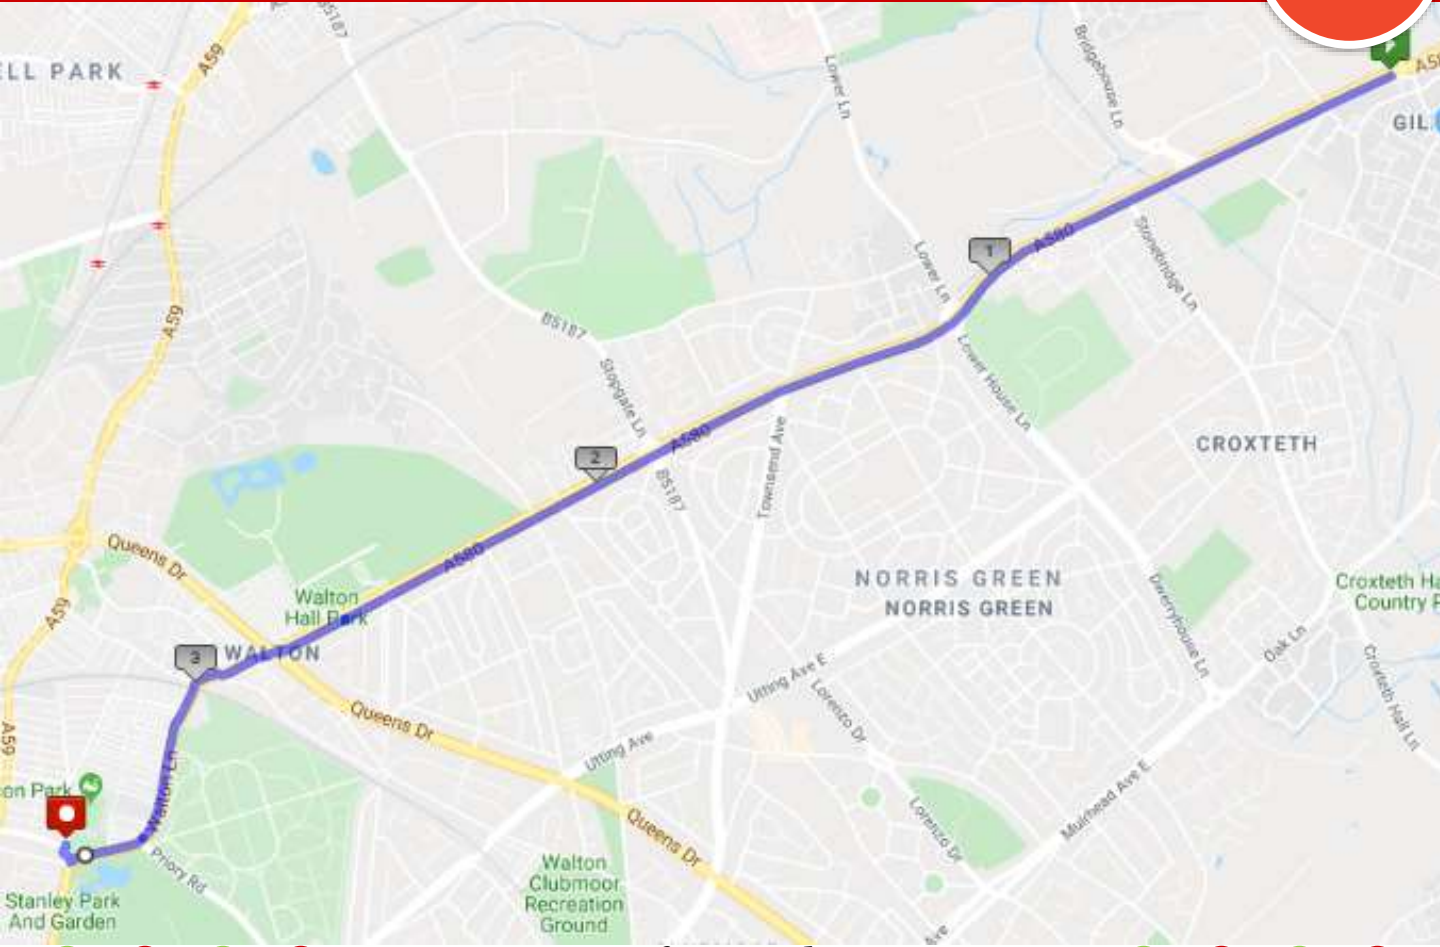 B5187
A59
ELL PARK
Lower Ln
Bridgehouse Ln
A58
GIL
1
A580
Stonebridge Ln
Lower Ln
A59
B5187
Stopgate Ln
Lower House Ln
A580
Townsend Ave
CROXTETH
2
B5187
A580
Queens Dr
NORRIS GREEN
NORRIS GREEN
Croxteth Ha
Country P
Walton
Hall Park
A59
Dwerryhouse Ln
Oak Ln
3
WALTON
Utting Ave E
Lorenzo Dr
Croxteth Hall Ln
Queens Dr
A59
Utting Ave
Walton Ln
on Park
Muirhead Ave E
Queens Dr
Lorenzo Dr
Priory Rd
Walton
Clubmoor
Recreation
Ground
Stanley Park
And Garden
Ave